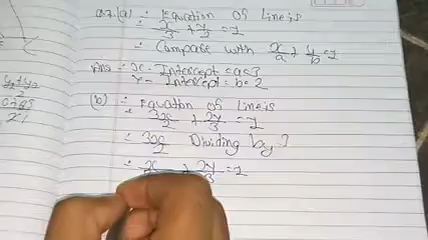 Q7.(a) ∴ Equation Of Line is
∴ x/3 + y/2 = 1
∴ Compare with x/a + y/b = 1
Ans x - Intercept = a = 3
Y - Intercept = b = 2
(b) ∴ Equation Of Line is
∴ 3x/2 + 2y/3 = 1
∴ 3x/2 Dividing by 3
∴ x/ + 2y/3 = 1